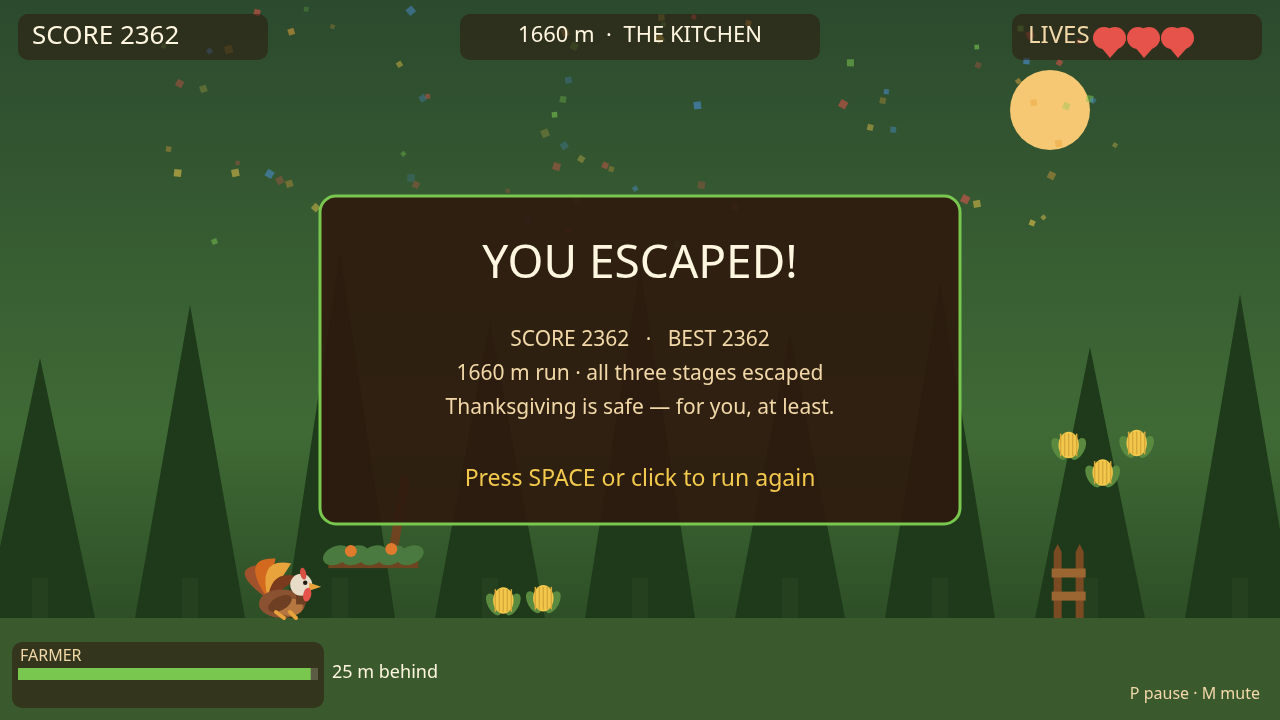 SCORE 2362
1660 m · THE KITCHEN
LIVES
YOU ESCAPED!
SCORE 2362 · BEST 2362
1660 m run · all three stages escaped
Thanksgiving is safe — for you, at least.
Press SPACE or click to run again
FARMER
25 m behind
P pause · M mute